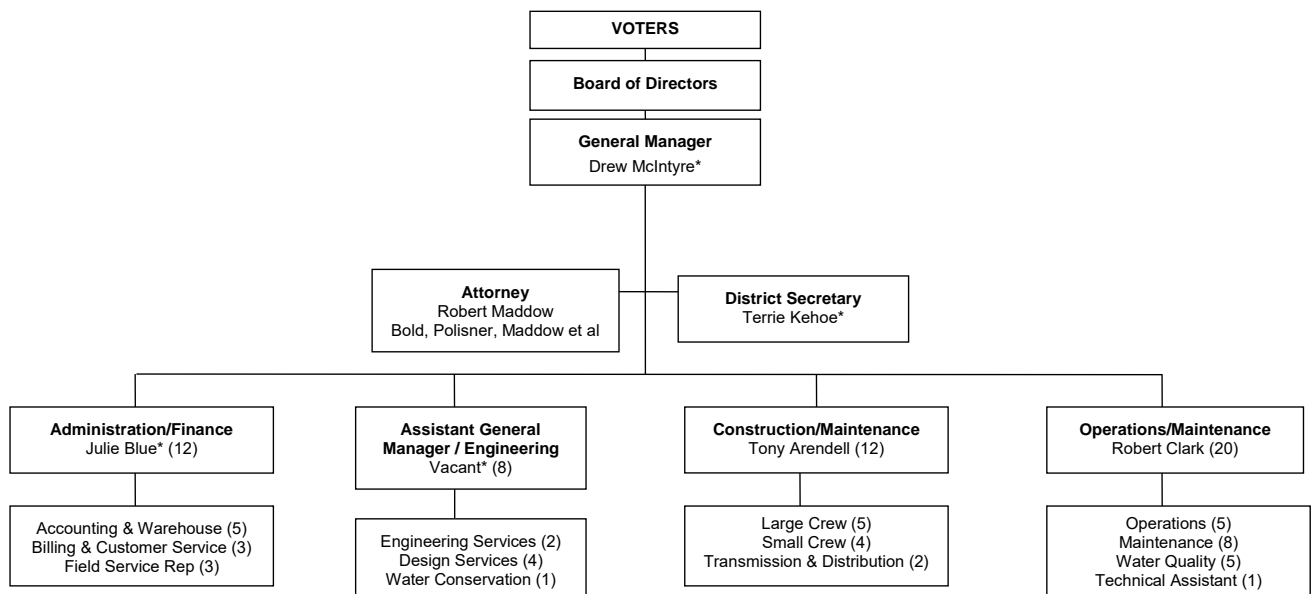 VOTERS
Board of Directors
General Manager
Drew McIntyre*
Attorney
Robert Maddow
Bold, Polisner, Maddow et al
District Secretary
Terrie Kehoe*
Administration/Finance
Julie Blue* (12)
Assistant General
Manager / Engineering
Vacant* (8)
Construction/Maintenance
Tony Arendell (12)
Operations/Maintenance
Robert Clark (20)
Accounting & Warehouse (5)
Billing & Customer Service (3)
Field Service Rep (3)
Engineering Services (2)
Design Services (4)
Water Conservation (1)
Large Crew (5)
Small Crew (4)
Transmission & Distribution (2)
Operations (5)
Maintenance (8)
Water Quality (5)
Technical Assistant (1)